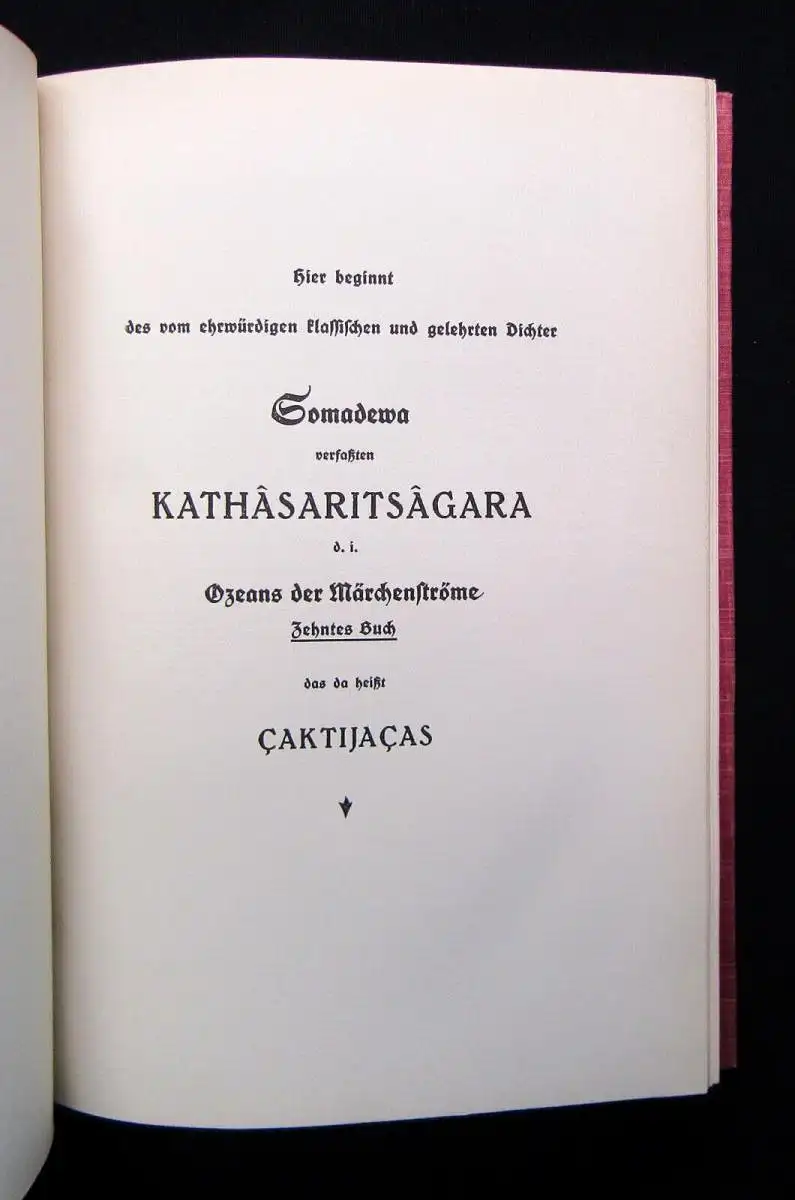 Hier beginnt
des vom ehrwürdigen klassischen und gelehrten Dichter
Somadewa
verfaßten
KATHÂSARITSÂGARA
d. i.
Ozeans der Märchenströme
Zehntes Buch
das da heißt
ÇAKTIJAÇAS